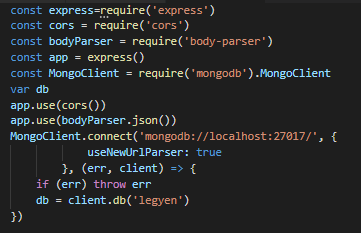 const express=require('express')
const cors = require('cors')
const bodyParser = require('body-parser')
const app = express()
const MongoClient = require('mongodb').MongoClient
var db
app.use(cors())
app.use(bodyParser.json())
MongoClient.connect('mongodb://localhost:27017/', {
            useNewUrlParser: true
        }, (err, client) => {
    if (err) throw err
    db = client.db('legyen')
})